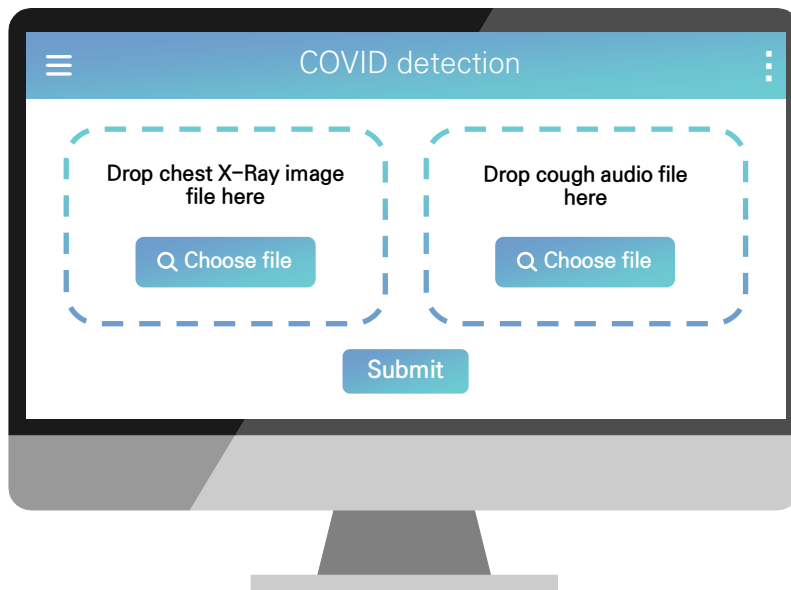 COVID detection
Drop chest X-Ray image
file here
Choose file
Drop cough audio file
here
Choose file
Submit